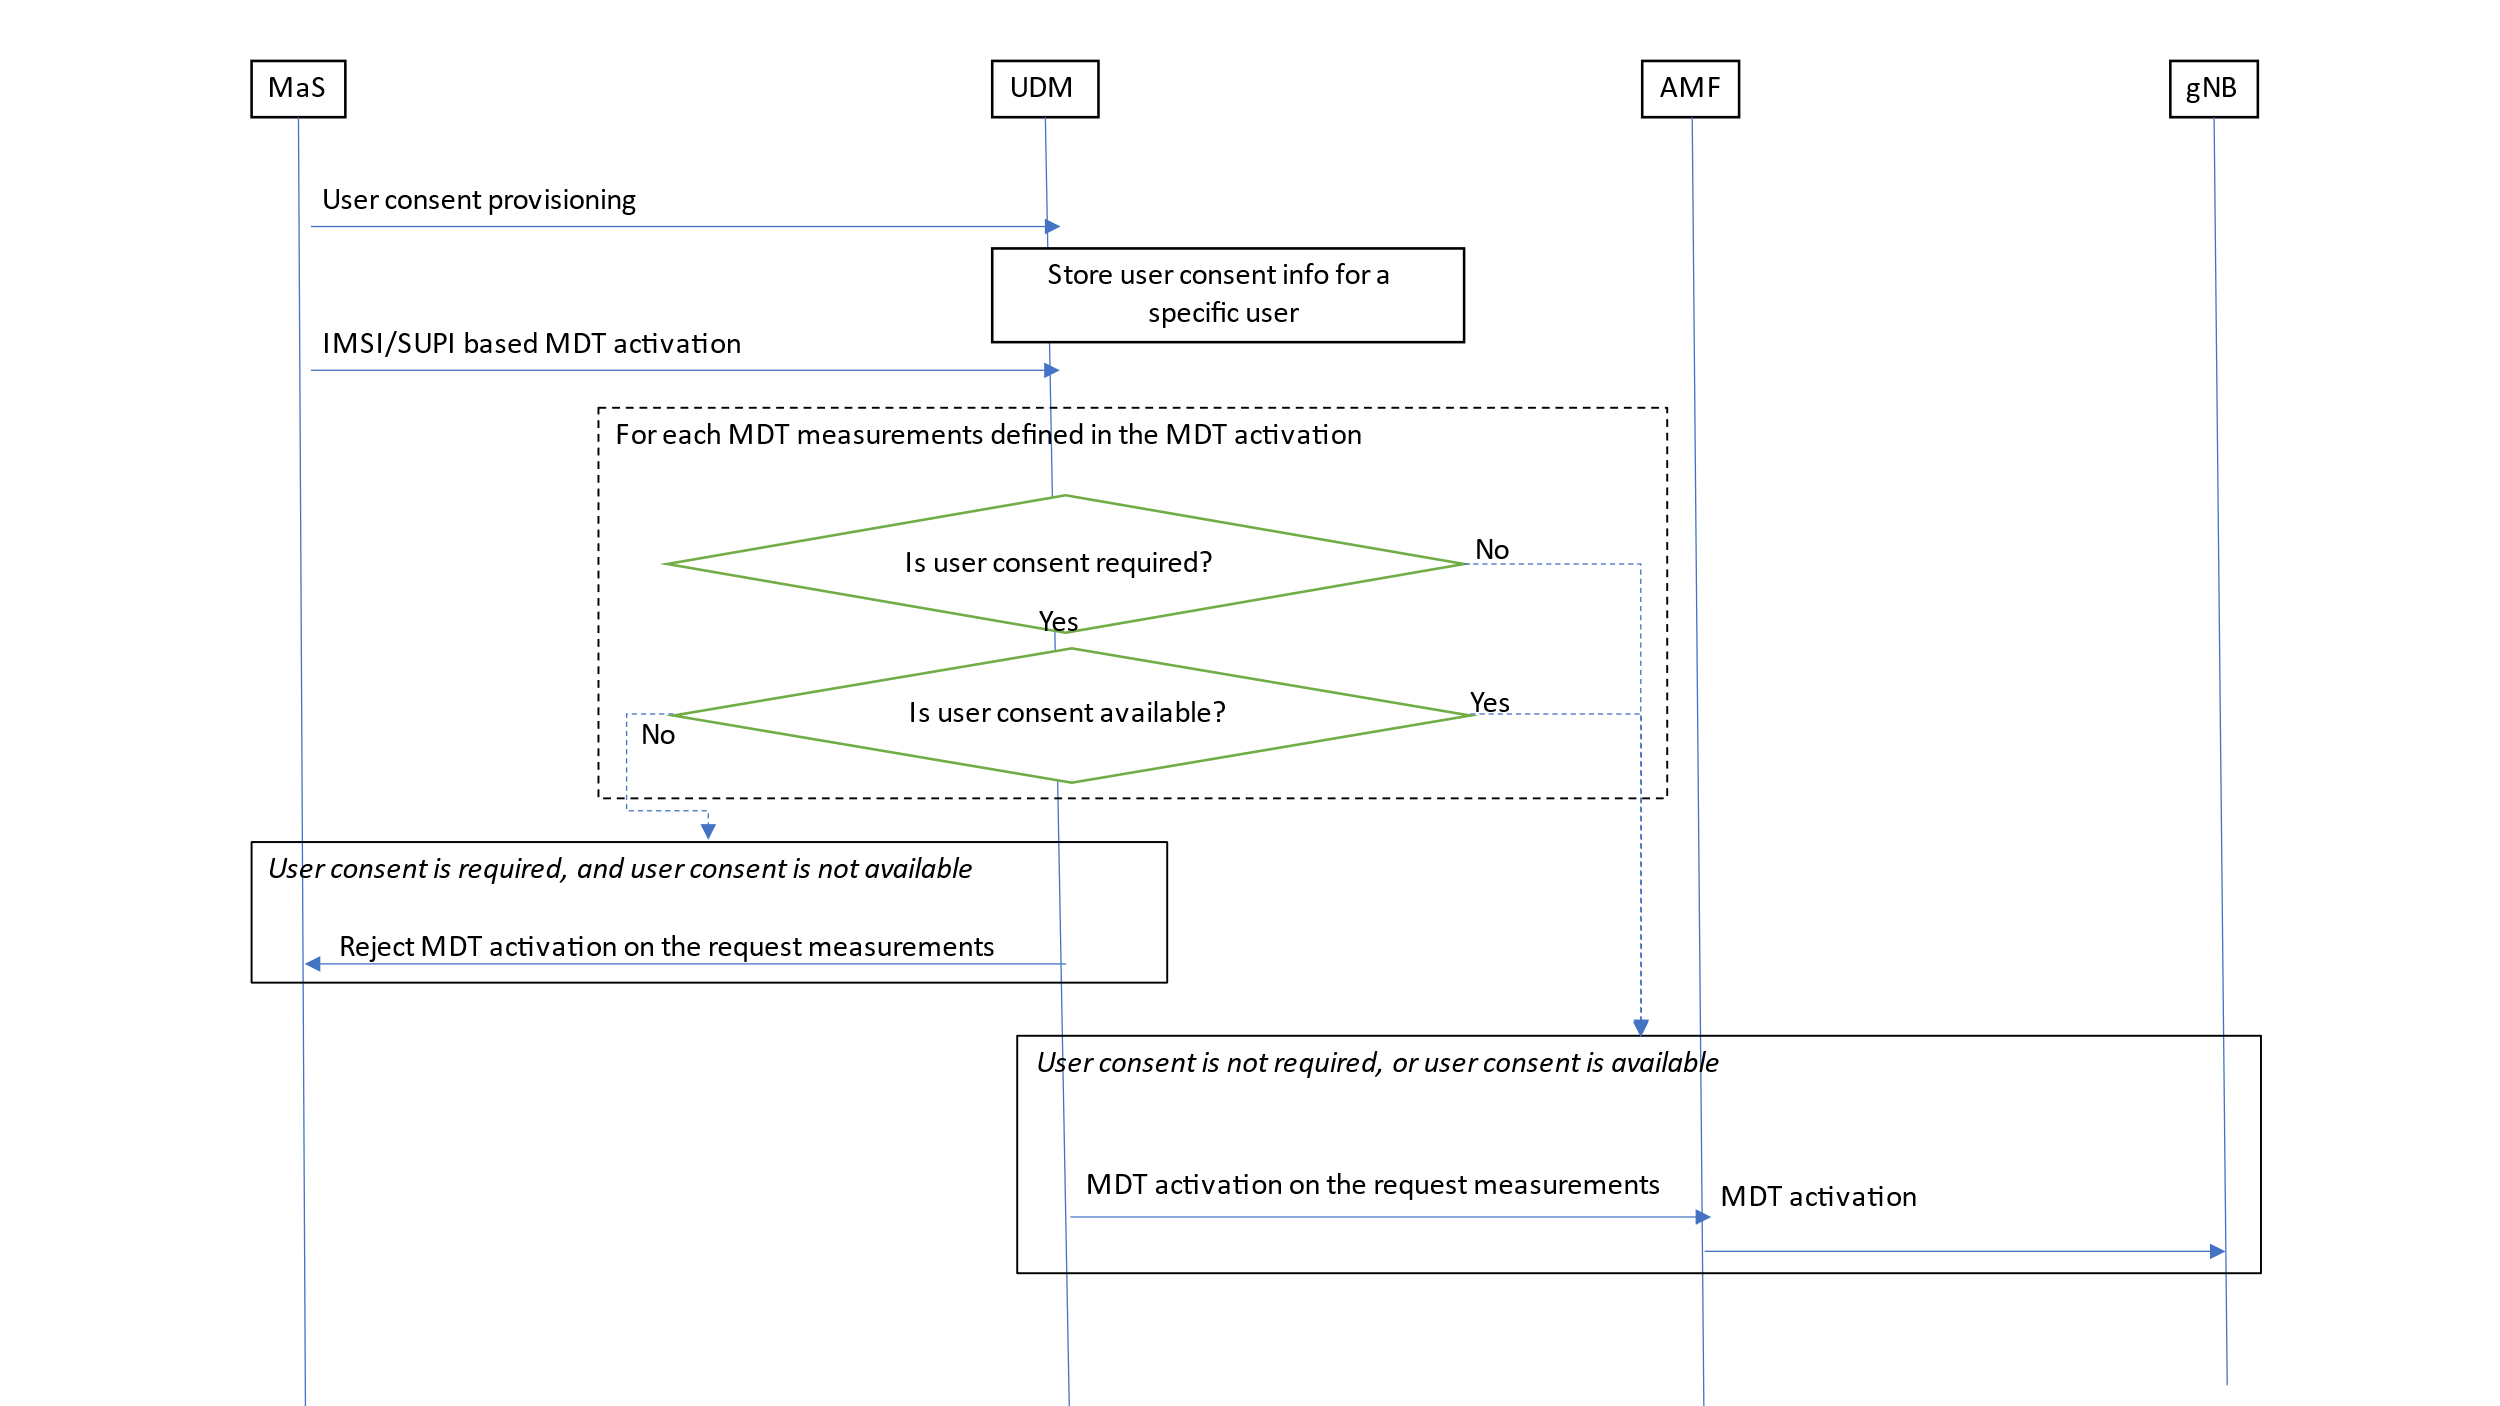 MaS
UDM
AMF
gNB
User consent provisioning
Store user consent info for a
specific user
IMSI/SUPI based MDT activation
For each MDT measurements defined in the MDT activation
Is user consent required?
No
Yes
Is user consent available?
Yes
No
User consent is required, and user consent is not available
Reject MDT activation on the request measurements
User consent is not required, or user consent is available
MDT activation on the request measurements
MDT activation